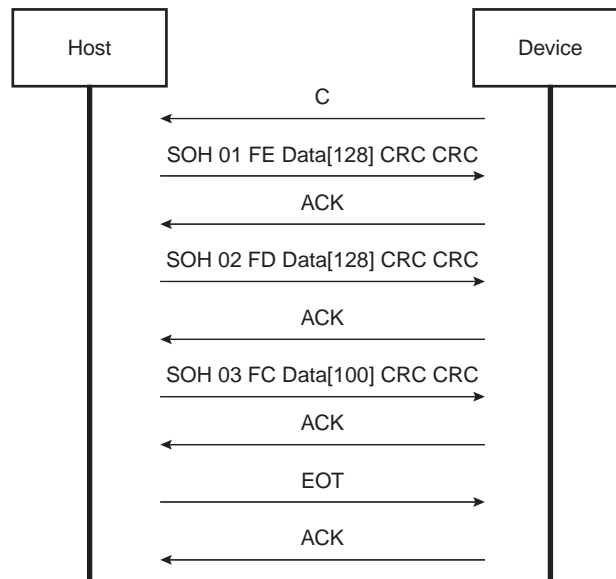 Host
Device
C
SOH 01 FE Data[128] CRC CRC
ACK
SOH 02 FD Data[128] CRC CRC
ACK
SOH 03 FC Data[100] CRC CRC
ACK
EOT
ACK